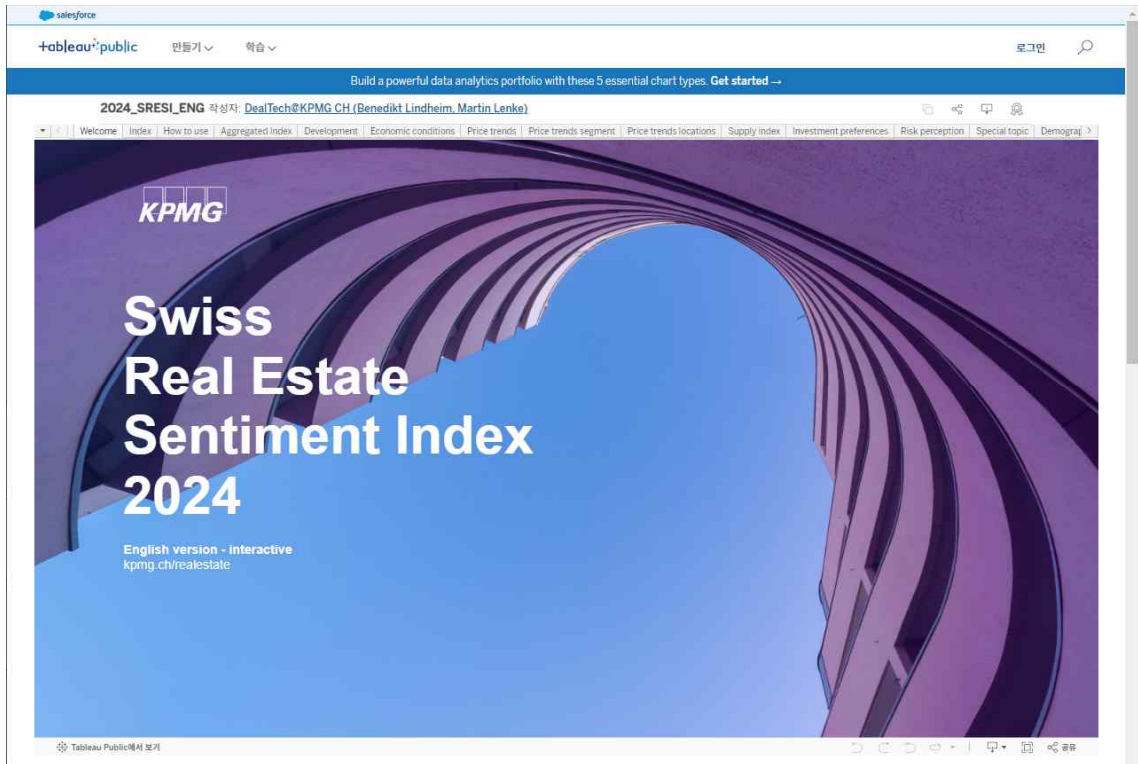 salesforce
+ableau+public 만들기 학습 로그인
Build a powerful data analytics portfolio with these 5 essential chart types. Get started →
2024_SRESI_ENG 작성자: DealTech@KPMG CH (Benedikt Lindheim, Martin Lenke)
Welcome Index How to use Aggregated Index Development Economic conditions Price trends Price trends segment Price trends locations Supply index Investment preferences Risk perception Special topic Demograp
KPMG
Swiss
Real Estate
Sentiment Index
2024
English version - interactive
kpmg.ch/realestate
Tableau Public에서 보기 공유